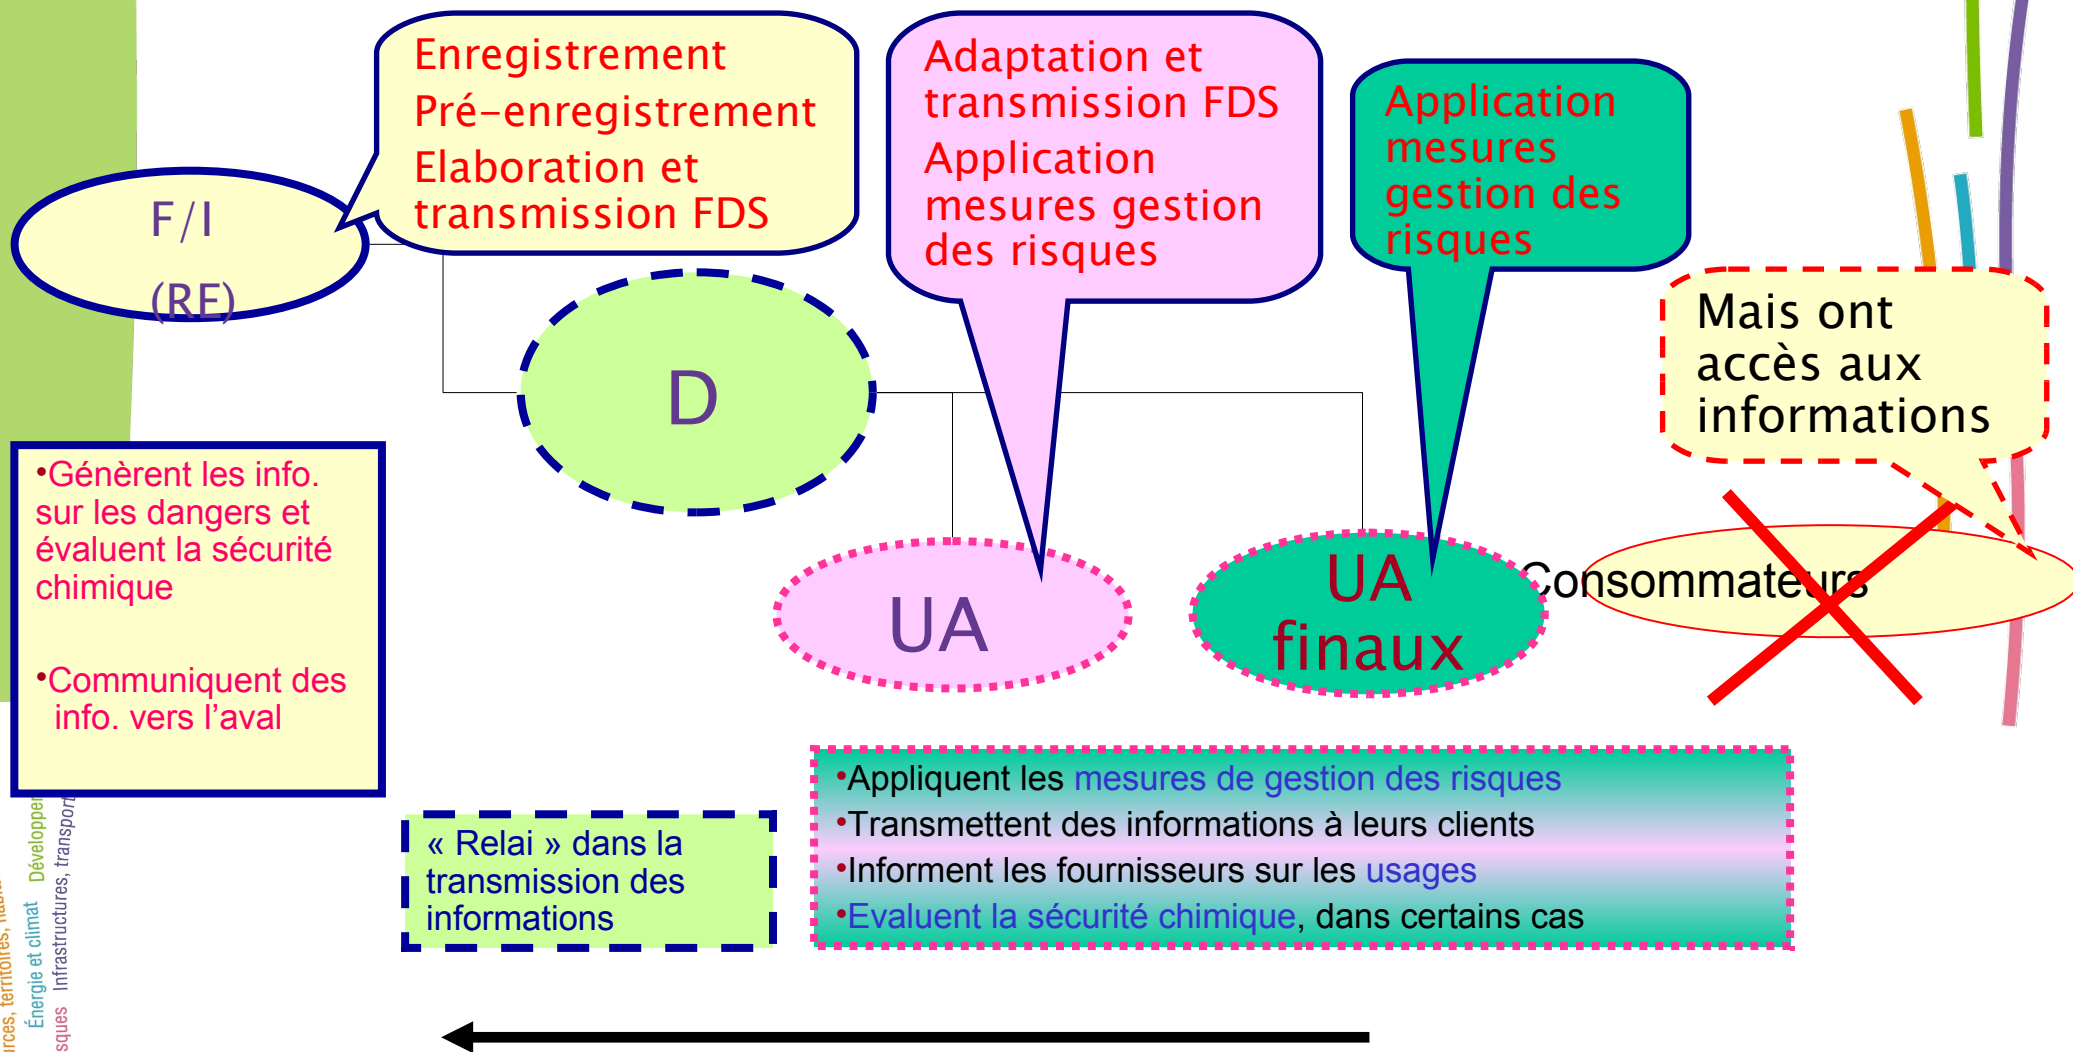 Enregistrement
Pré-enregistrement
Elaboration et
transmission FDS
Adaptation et
transmission FDS
Application
mesures gestion
des risques
Application
mesures
gestion des
risques
Mais ont
accès aux
informations
F/I
(RE)
D
UA
UA
finaux
Consommateurs
•Génèrent les info.
sur les dangers et
évaluent la sécurité
chimique
•Communiquent des
info. vers l'aval
« Relai » dans la
transmission des
informations
•Appliquent les mesures de gestion des risques
•Transmettent des informations à leurs clients
•Informent les fournisseurs sur les usages
•Evaluent la sécurité chimique, dans certains cas
territoires,
Énergie et climat
Infrastructures, transport